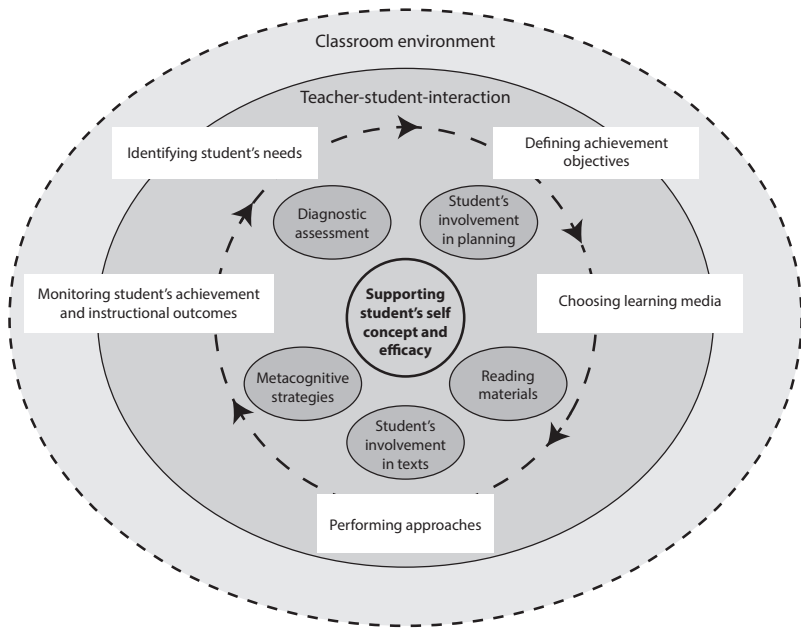 Classroom environment
Teacher-student-interaction
Identifying student's needs
Defining achievement
objectives
Diagnostic
assessment
Student's
involvement
in planning
Monitoring student's achievement
and instructional outcomes
Supporting
student's self
concept and
efficacy
Choosing learning media
Metacognitive
strategies
Reading
materials
Student's
involvement
in texts
Performing approaches